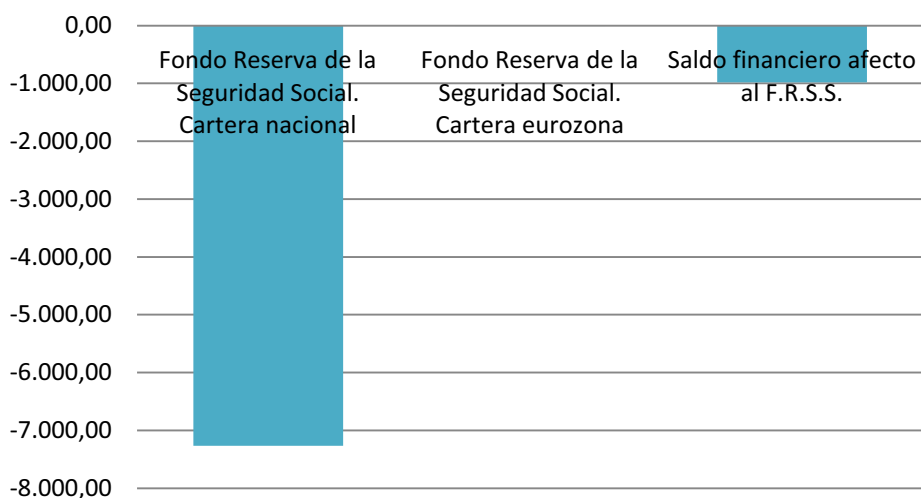 0,00
-1.000,00
-2.000,00
-3.000,00
-4.000,00
-5.000,00
-6.000,00
-7.000,00
-8.000,00
Fondo Reserva de la
Seguridad Social.
Cartera nacional
Fondo Reserva de la
Seguridad Social.
Cartera eurozona
Saldo financiero afecto
al F.R.S.S.